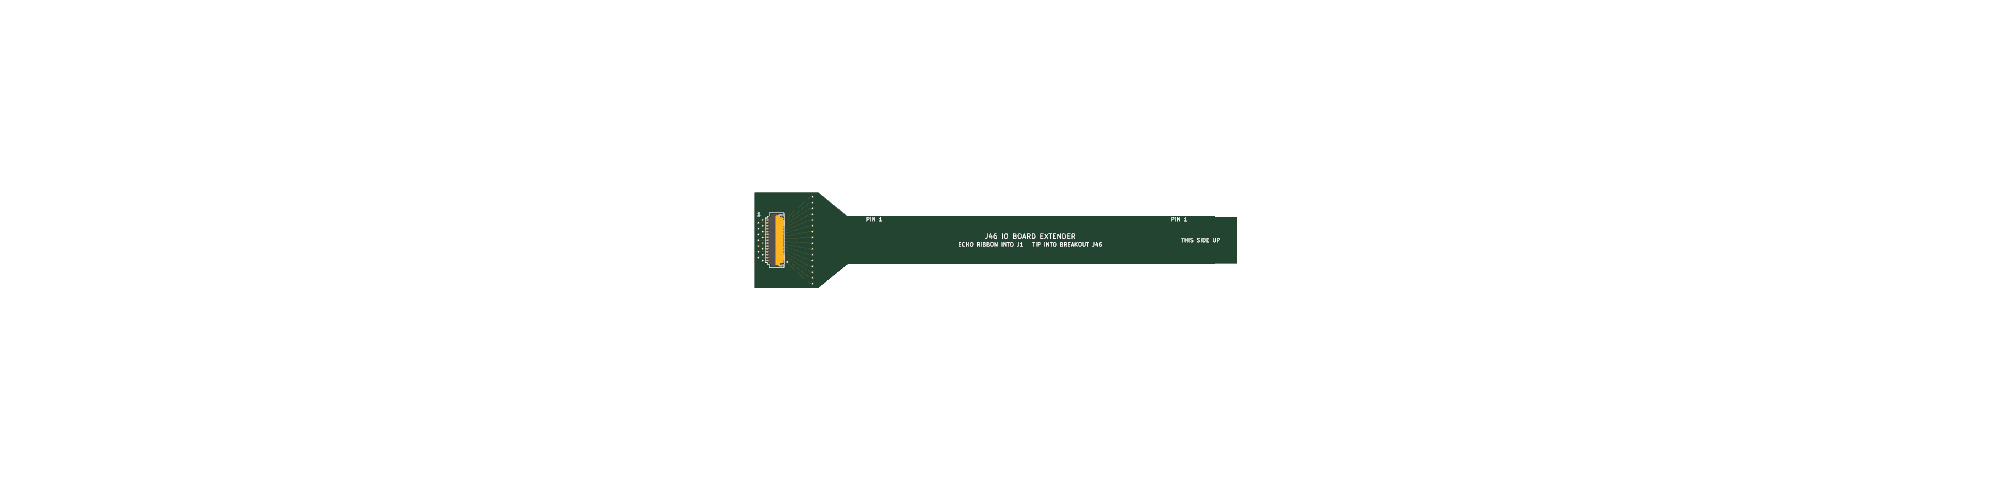 PIN 1
PIN 1
J46 IO BOARD EXTENDER
THIS SIDE UP
ECHO RIBBON INTO J1 TIP INTO BREAKOUT J46